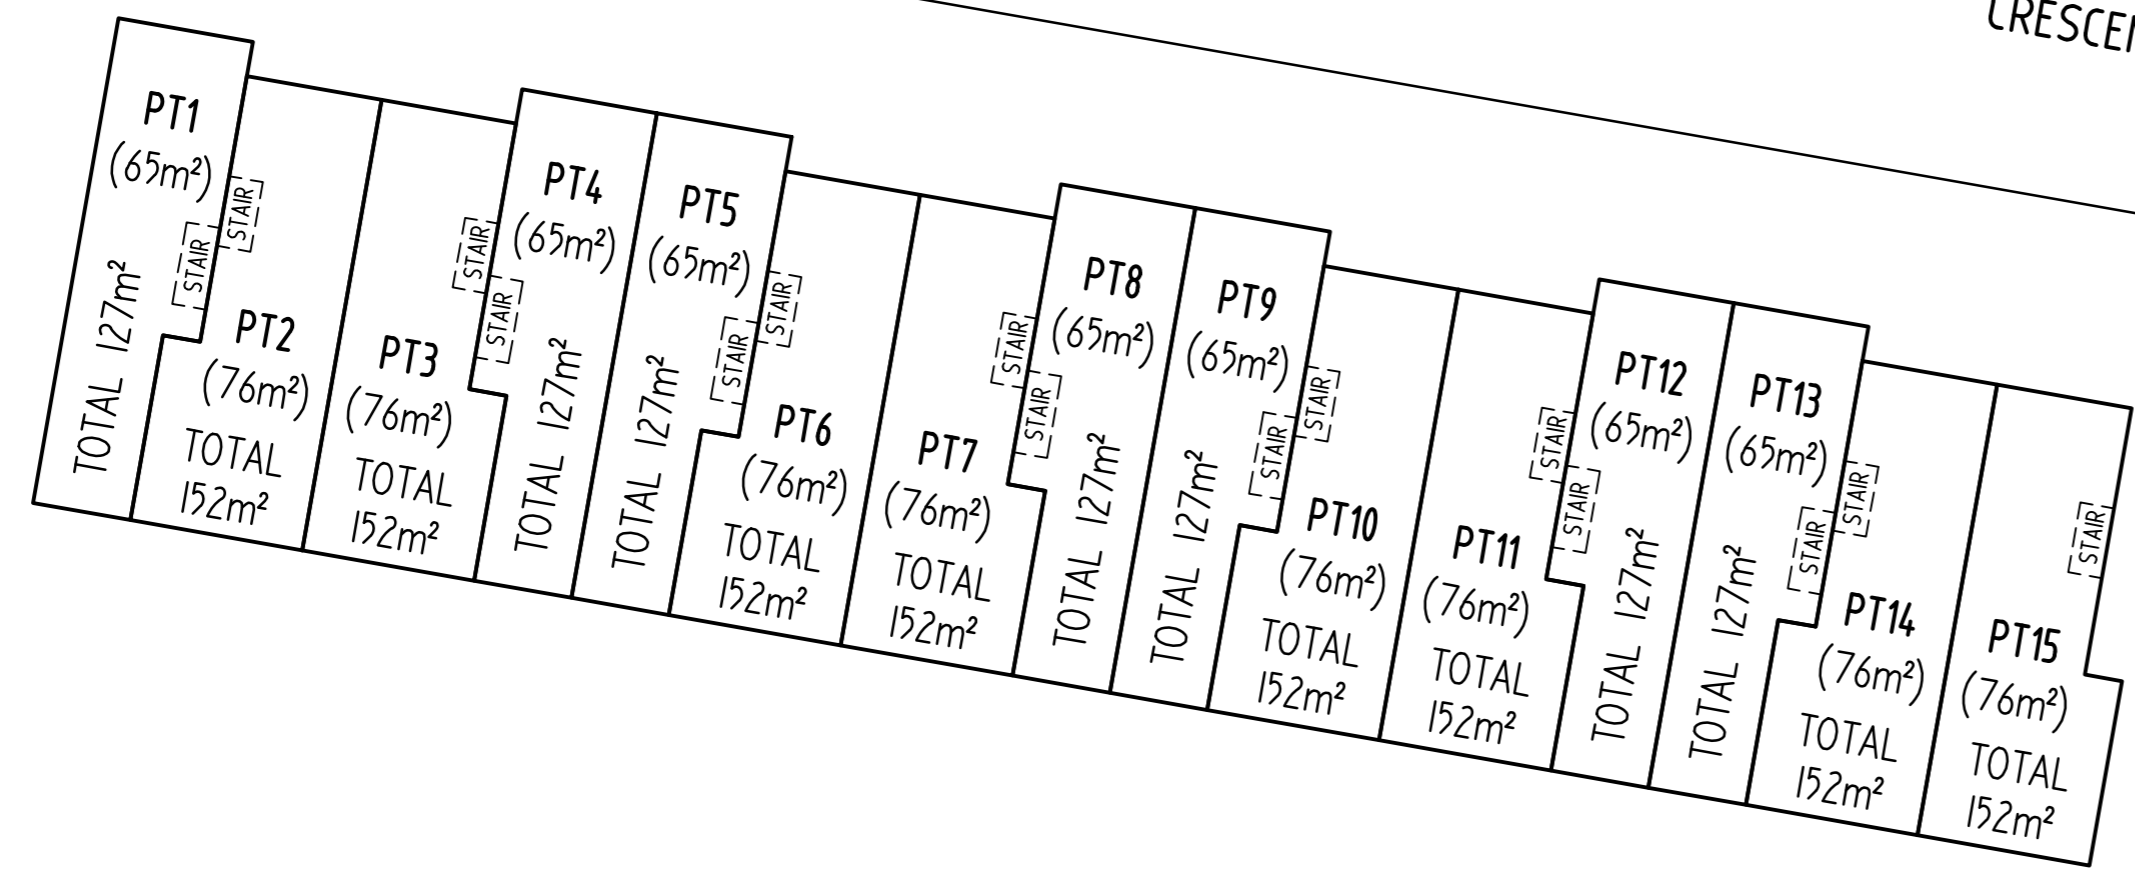 CRESCEN
PT1
(65m²)
STAIR
STAIR
TOTAL 127m²
PT2
(76m²)
TOTAL
152m²
PT3
(76m²)
TOTAL
152m²
STAIR
STAIR
PT4
(65m²)
TOTAL 127m²
PT5
(65m²)
TOTAL 127m²
STAIR
STAIR
PT6
(76m²)
TOTAL
152m²
PT7
(76m²)
TOTAL
152m²
STAIR
STAIR
PT8
(65m²)
TOTAL 127m²
PT9
(65m²)
TOTAL 127m²
STAIR
STAIR
PT10
(76m²)
TOTAL
152m²
PT11
(76m²)
TOTAL
152m²
STAIR
STAIR
PT12
(65m²)
TOTAL 127m²
PT13
(65m²)
TOTAL 127m²
STAIR
STAIR
PT14
(76m²)
TOTAL
152m²
STAIR
PT15
(76m²)
TOTAL
152m²